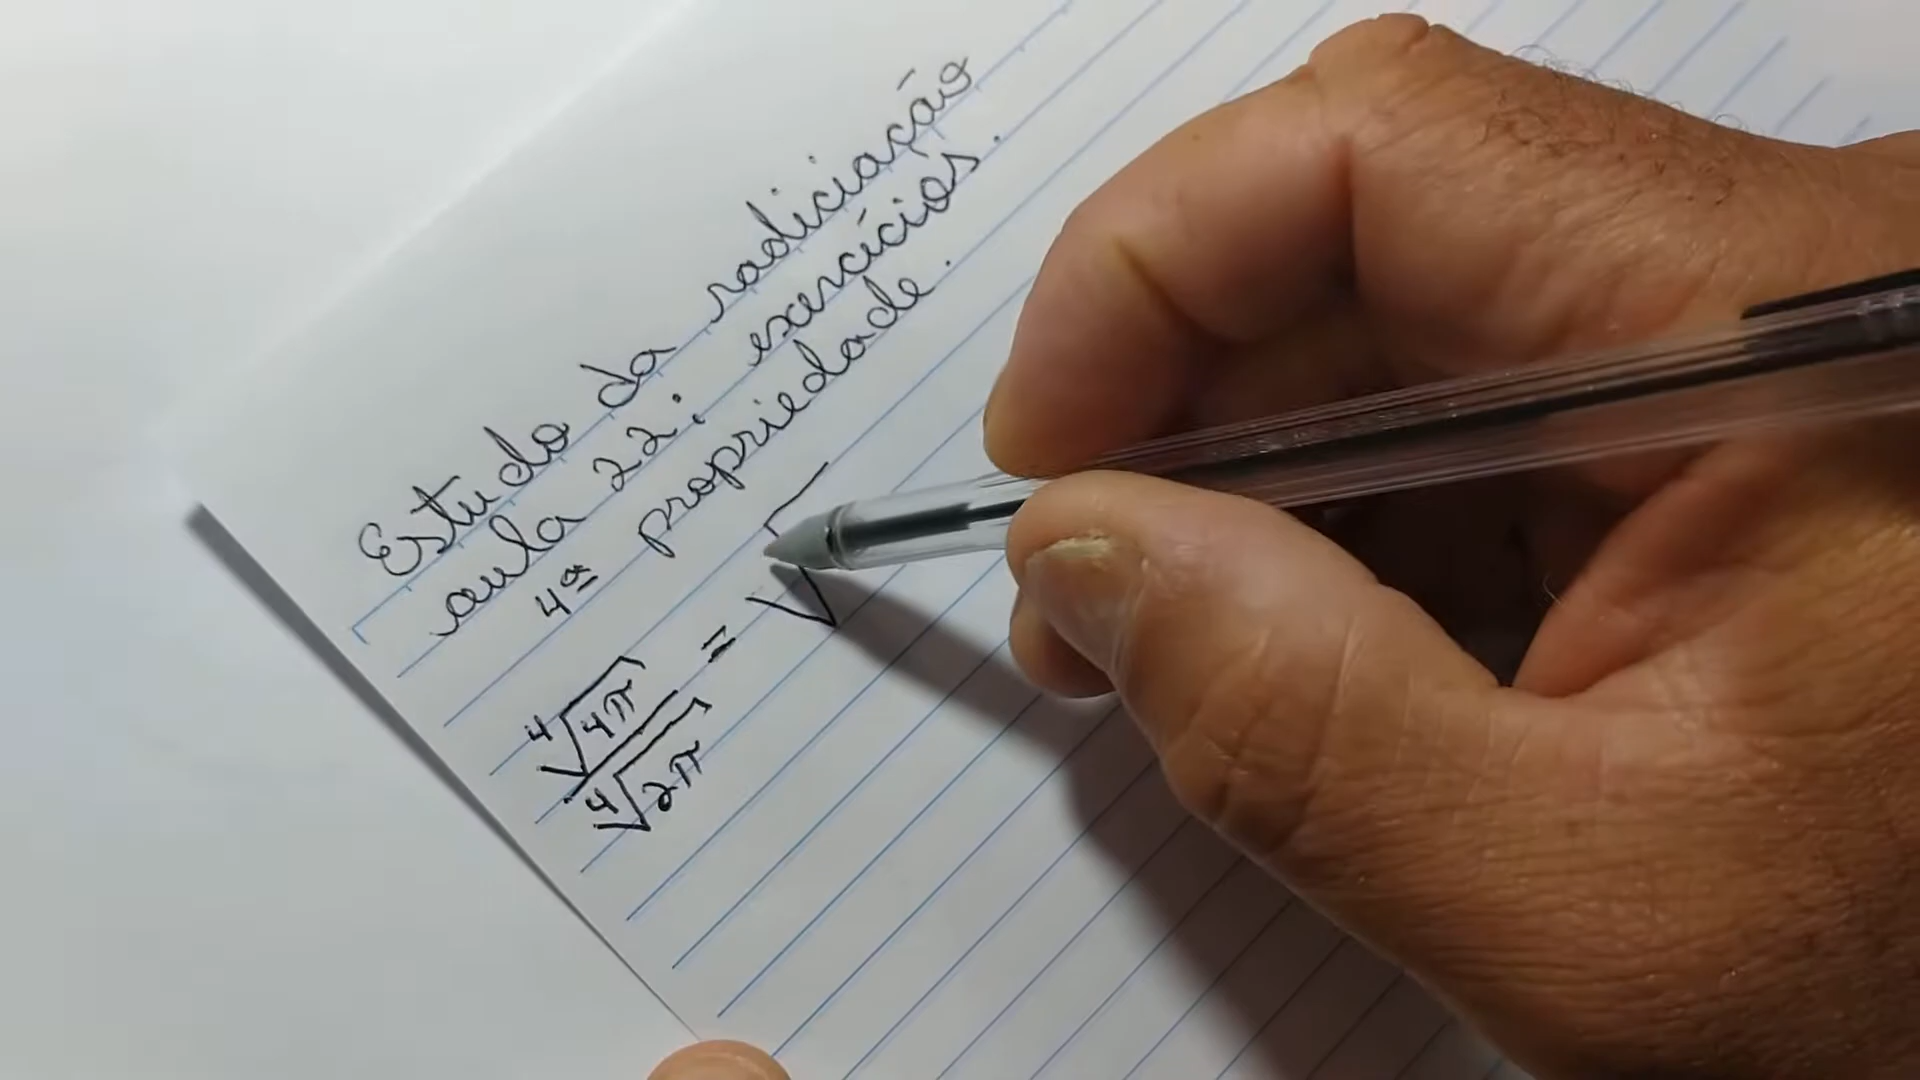 Estudo da radiciação
aula 22: exercícios.
4ª propriedade.
⁴√4π / ⁴√2π = √